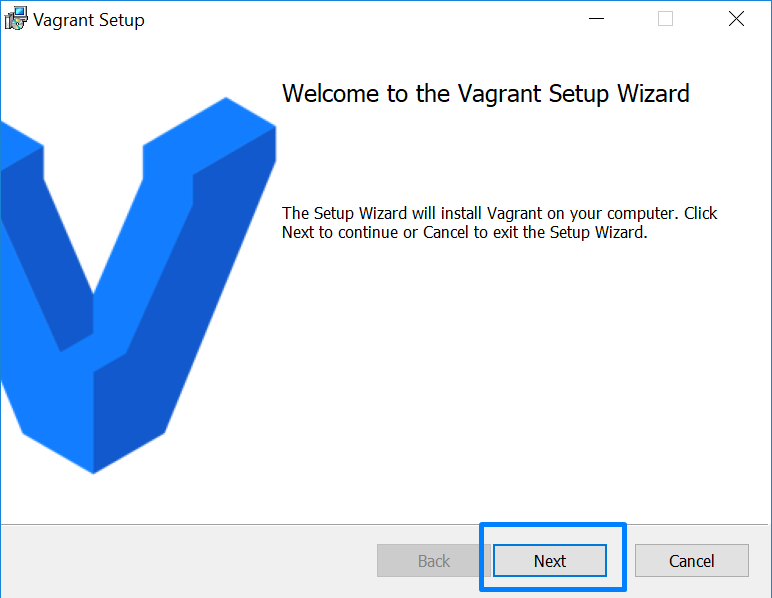 Vagrant Setup
Welcome to the Vagrant Setup Wizard
The Setup Wizard will install Vagrant on your computer. Click
Next to continue or Cancel to exit the Setup Wizard.
Back
Next
Cancel